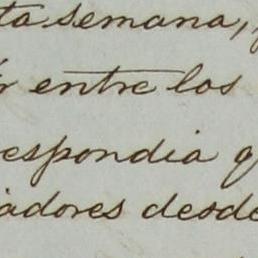 ta semana,
r entre los
espondia q
adores desde